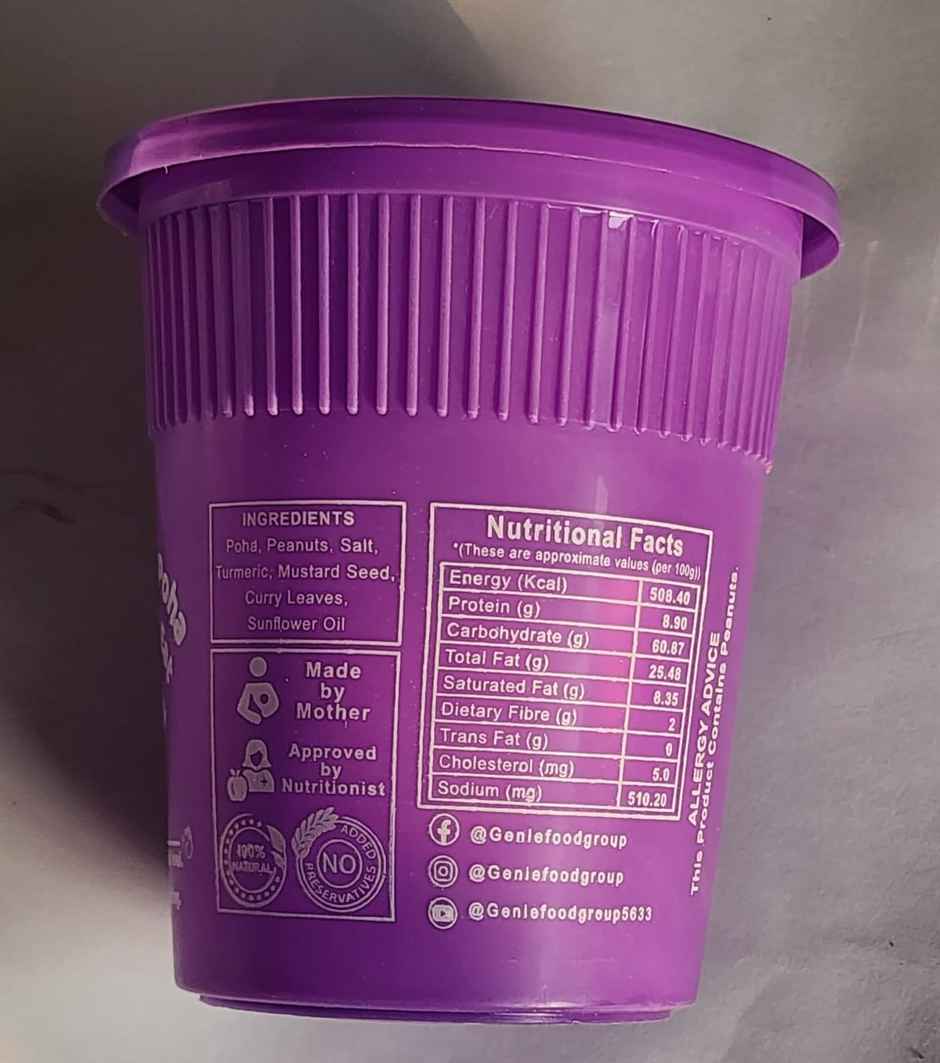 INGREDIENTS
Poha, Peanuts, Salt,
Turmeric, Mustard Seed,
Curry Leaves,
Sunflower Oil
Made
by
Mother
Approved
by
Nutritionist
100%
NATURAL
NO
ADDED
PRESERVATIVES
Nutritional Facts
*(These are approximate values (per 100g))
Energy (Kcal) 508.40
Protein (g) 8.90
Carbohydrate (g) 60.87
Total Fat (g) 25.48
Saturated Fat (g) 8.35
Dietary Fibre (g) 2
Trans Fat (g) 0
Cholesterol (mg) 5.0
Sodium (mg) 510.20
@Geniefoodgroup
@Geniefoodgroup
@Geniefoodgroup5633
ALLERGY ADVICE
This Product Contains Peanuts.